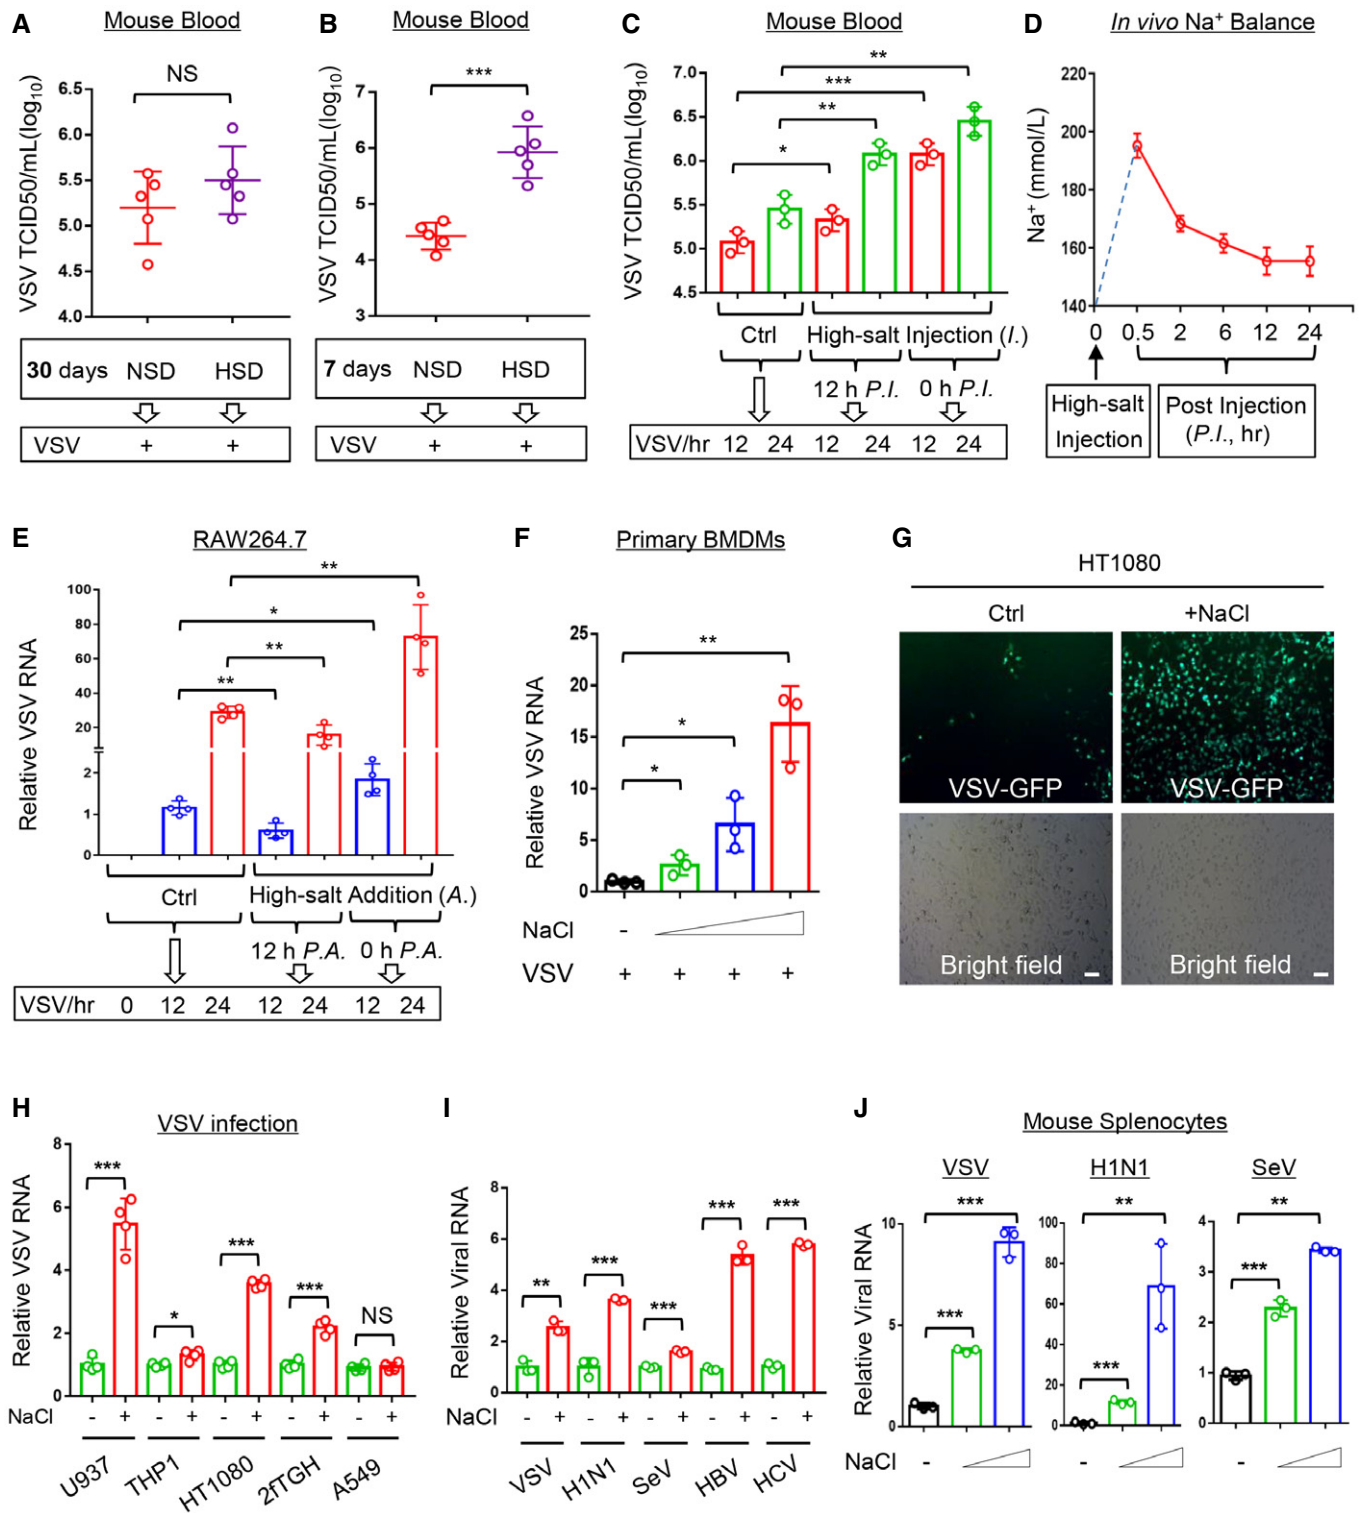 A
Mouse Blood
VSV TCID50/mL(log10)
NS
6.5
6.0
5.5
5.0
4.5
4.0
30 days NSD HSD
VSV + +
B
Mouse Blood
VSV TCID50/mL(log10)
***
7
6
5
4
3
7 days NSD HSD
VSV + +
C
Mouse Blood
VSV TCID50/mL(log10)
**
***
**
*
7.0
6.5
6.0
5.5
5.0
4.5
Ctrl High-salt Injection (I.)
12 h P.I. 0 h P.I.
VSV/hr 12 24 12 24 12 24
D
In vivo Na+ Balance
Na+ (mmol/L)
220
200
180
160
140
0 0.5 2 6 12 24
High-salt
Injection
Post Injection
(P.I., hr)
E
RAW264.7
Relative VSV RNA
**
*
**
**
100
80
60
40
20
2
1
0
Ctrl High-salt Addition (A.)
12 h P.A. 0 h P.A.
VSV/hr 0 12 24 12 24 12 24
F
Primary BMDMs
Relative VSV RNA
**
*
*
25
20
15
10
5
0
NaCl -
VSV + + + +
G
HT1080
Ctrl +NaCl
VSV-GFP VSV-GFP
Bright field Bright field
H
VSV infection
Relative VSV RNA
*** * *** *** NS
8
6
4
2
0
NaCl - + - + - + - + - +
U937 THP1 HT1080 2fTGH A549
I
Relative Viral RNA
** *** *** *** ***
8
6
4
2
0
NaCl - + - + - + - + - +
VSV H1N1 SeV HBV HCV
J
Mouse Splenocytes
Relative Viral RNA
VSV
***
***
10
5
0
H1N1
**
***
100
80
60
40
20
0
SeV
**
***
4
3
2
1
0
NaCl - - -